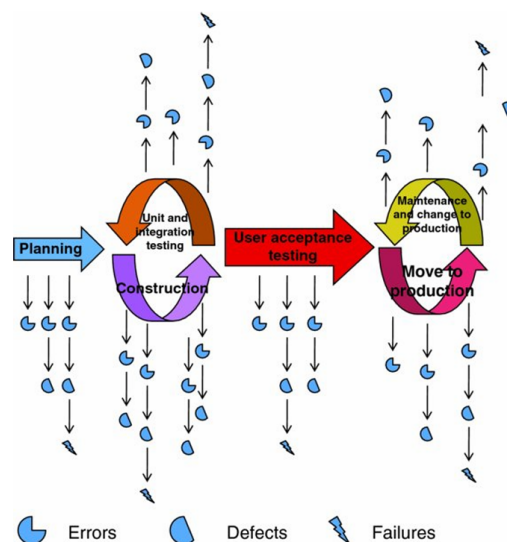 Unit and
integration
testing
Maintenance
and change to
production
Planning
User acceptance
testing
Construction
Move to
production
Errors
Defects
Failures